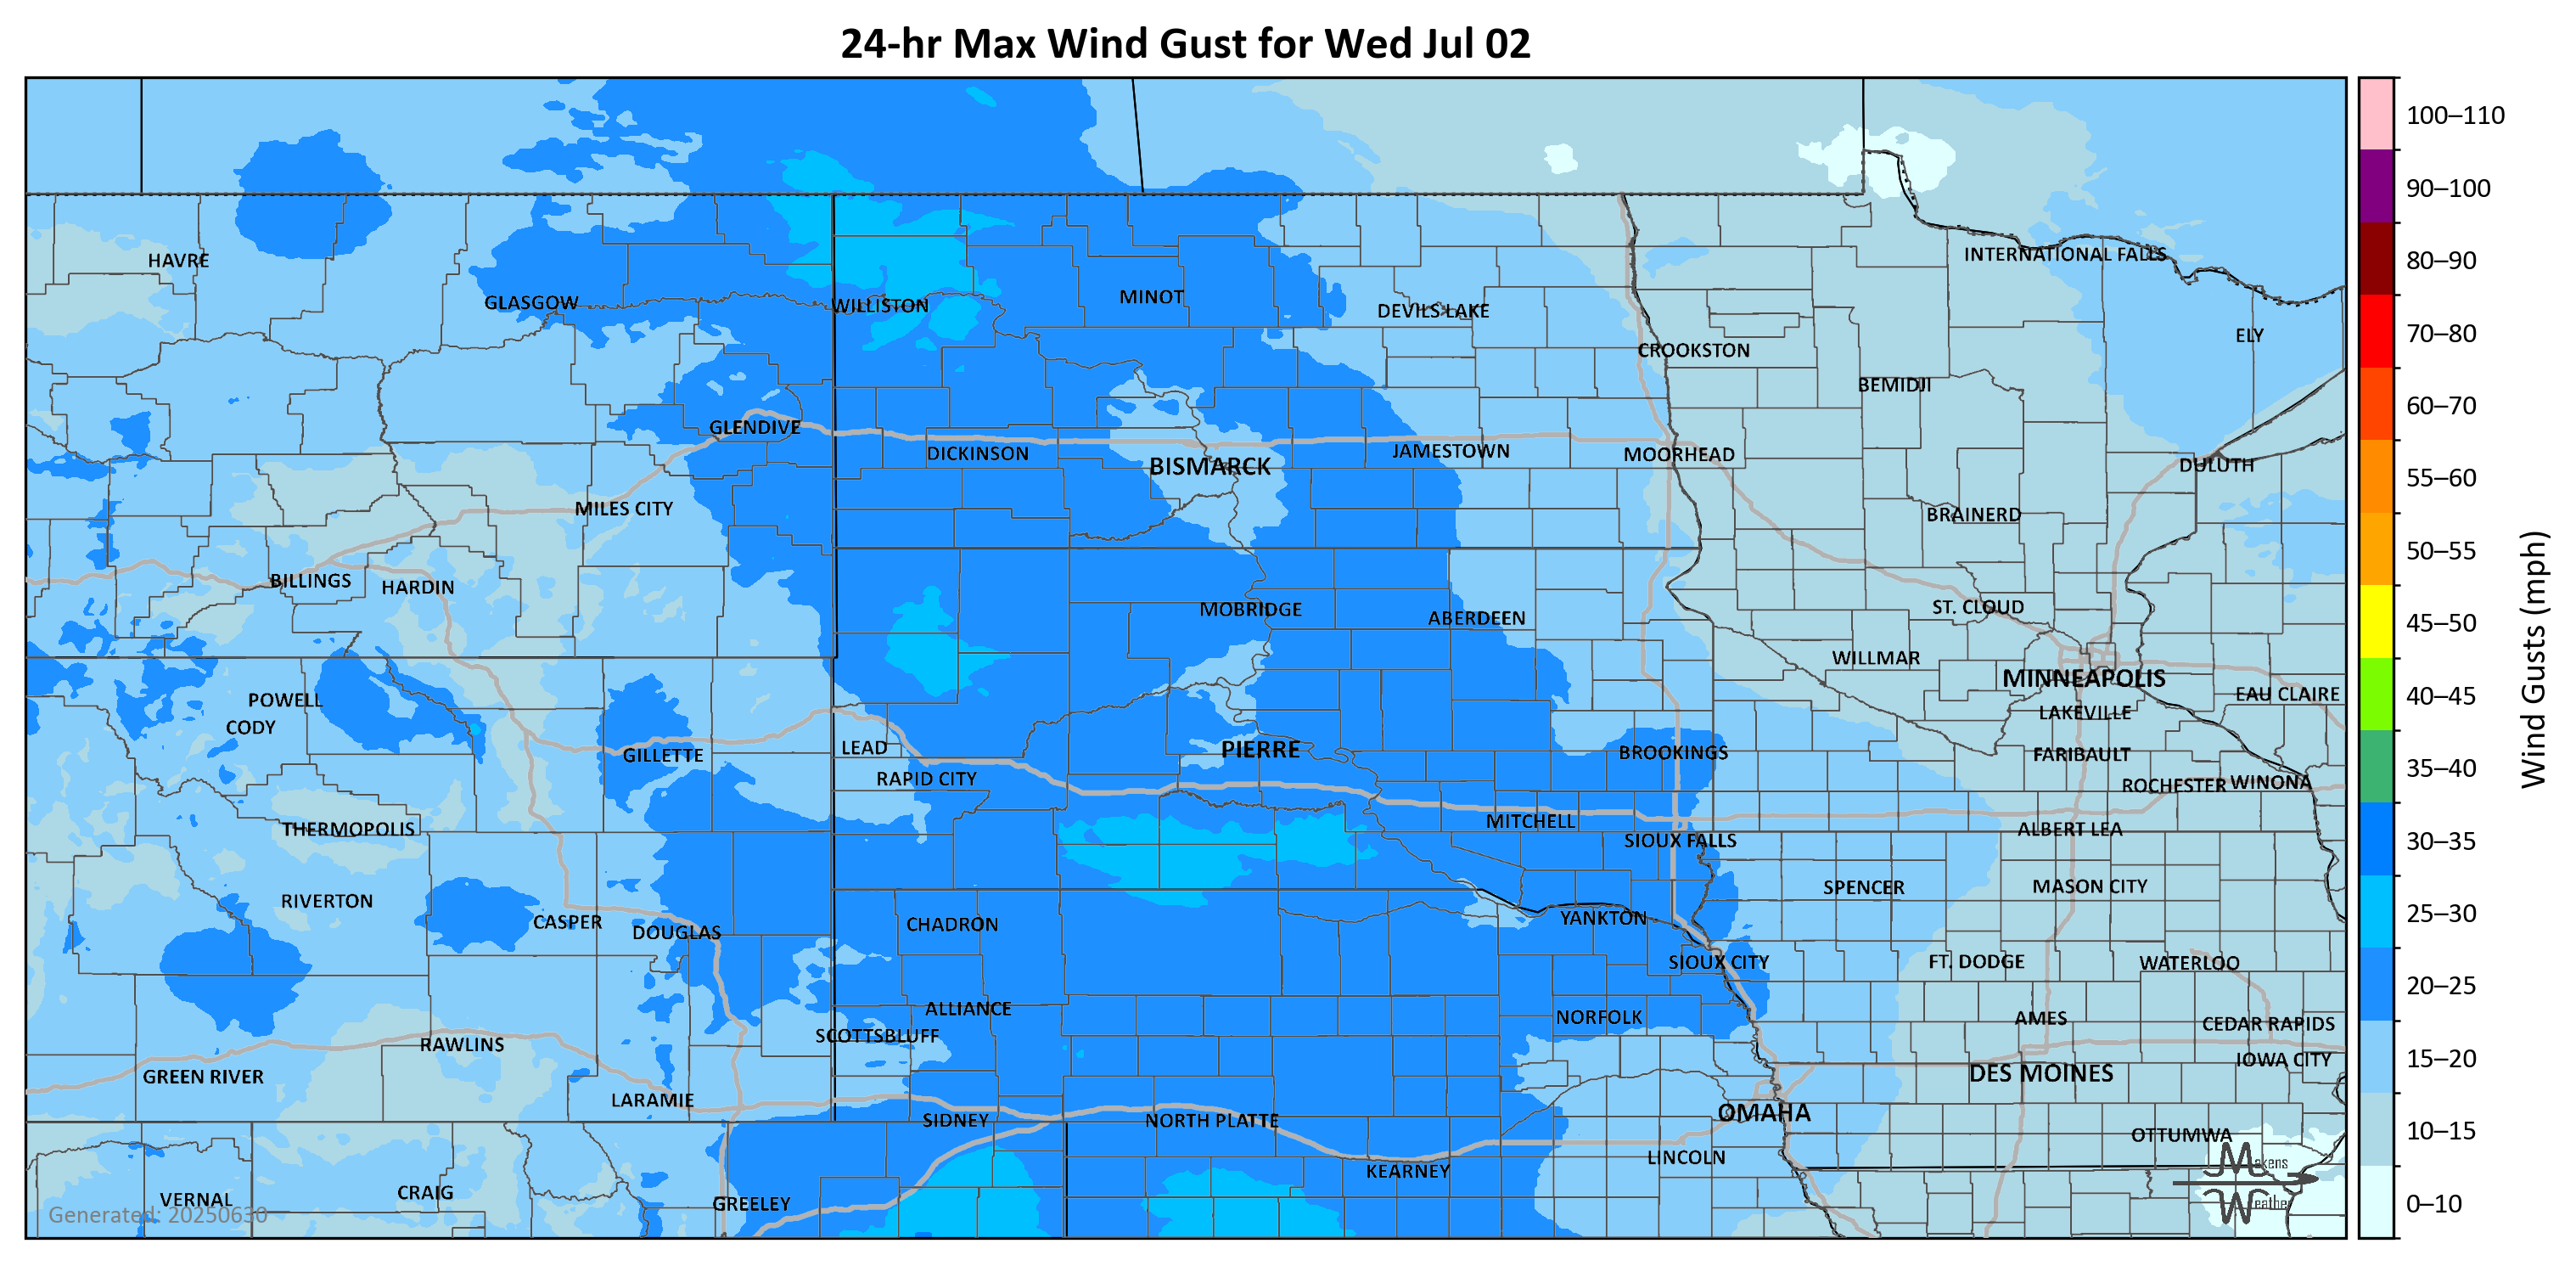 24-hr Max Wind Gust for Wed Jul 02
100–110
90–100
80–90
70–80
60–70
55–60
50–55
45–50
40–45
35–40
30–35
25–30
20–25
15–20
10–15
0–10
Wind Gusts (mph)
HAVRE
INTERNATIONAL FALLS
GLASGOW
WILLISTON
MINOT
DEVILS LAKE
ELY
CROOKSTON
BEMIDJI
GLENDIVE
DICKINSON
BISMARCK
JAMESTOWN
MOORHEAD
DULUTH
MILES CITY
BRAINERD
BILLINGS
HARDIN
MOBRIDGE
ABERDEEN
ST. CLOUD
WILLMAR
MINNEAPOLIS
EAU CLAIRE
POWELL
CODY
LAKEVILLE
GILLETTE
LEAD
PIERRE
BROOKINGS
FARIBAULT
RAPID CITY
ROCHESTER
WINONA
THERMOPOLIS
MITCHELL
SIOUX FALLS
ALBERT LEA
RIVERTON
SPENCER
MASON CITY
CASPER
DOUGLAS
CHADRON
YANKTON
SIOUX CITY
FT. DODGE
WATERLOO
ALLIANCE
NORFOLK
AMES
CEDAR RAPIDS
SCOTTSBLUFF
RAWLINS
IOWA CITY
GREEN RIVER
DES MOINES
LARAMIE
SIDNEY
NORTH PLATTE
OMAHA
OTTUMWA
LINCOLN
KEARNEY
VERNAL
CRAIG
GREELEY
Generated: 20250630
Makens
Weather